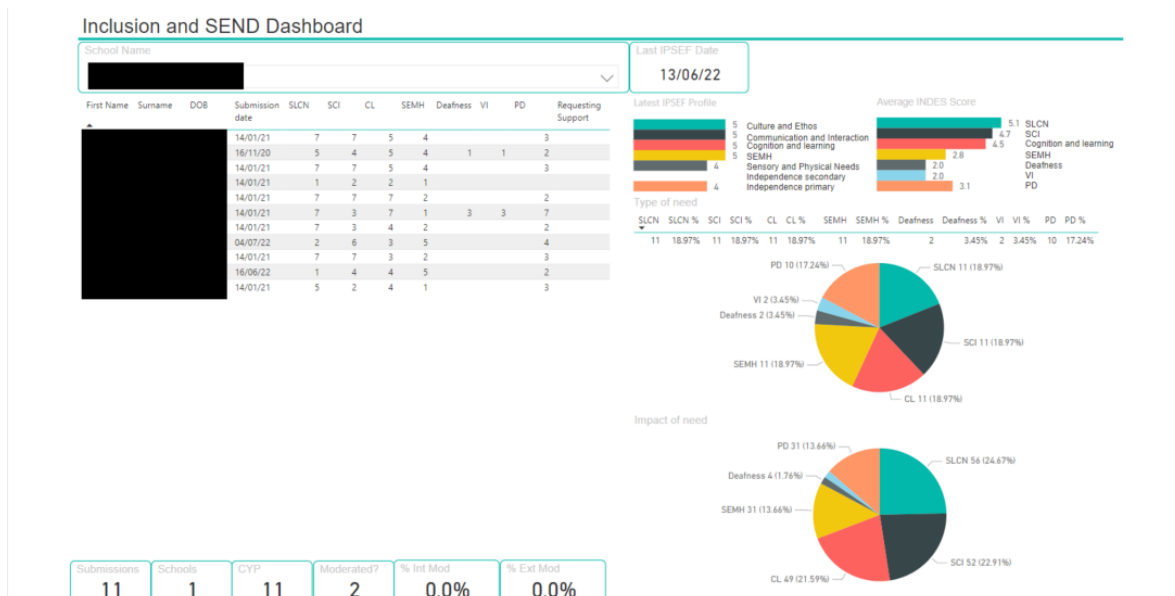 Inclusion and SEND Dashboard
School Name
Last IPSEF Date
13/06/22
First Name Surname DOB Submission date SLCN SCI CL SEMH Deafness VI PD Requesting Support
14/01/21 7 7 5 4 3
16/11/20 5 4 5 4 1 1 2
14/01/21 7 7 5 4 3
14/01/21 1 2 2 1
14/01/21 7 7 7 2 2
14/01/21 7 3 7 1 3 3 7
14/01/21 7 3 4 2 2
04/07/22 2 6 3 5 4
14/01/21 7 7 3 2 3
16/06/22 1 4 4 5 2
14/01/21 5 2 4 1 3
Latest IPSEF Profile
5 Culture and Ethos
5 Communication and Interaction
5 Cognition and learning
5 SEMH
4 Sensory and Physical Needs
Independence secondary
4 Independence primary
Average INDES Score
5.1 SLCN
4.7 SCI
4.5 Cognition and learning
2.8 SEMH
2.0 Deafness
2.0 VI
3.1 PD
Type of need
SLCN SLCN % SCI SCI % CL CL % SEMH SEMH % Deafness Deafness % VI VI % PD PD %
11 18.97% 11 18.97% 11 18.97% 11 18.97% 2 3.45% 2 3.45% 10 17.24%
PD 10 (17.24%)
SLCN 11 (18.97%)
VI 2 (3.45%)
Deafness 2 (3.45%)
SCI 11 (18.97%)
SEMH 11 (18.97%)
CL 11 (18.97%)
Impact of need
PD 31 (13.66%)
SLCN 56 (24.67%)
Deafness 4 (1.76%)
SEMH 31 (13.66%)
SCI 52 (22.91%)
CL 49 (21.59%)
Submissions
11
Schools
1
CYP
11
Moderated?
2
% Int Mod
0.0%
% Ext Mod
0.0%